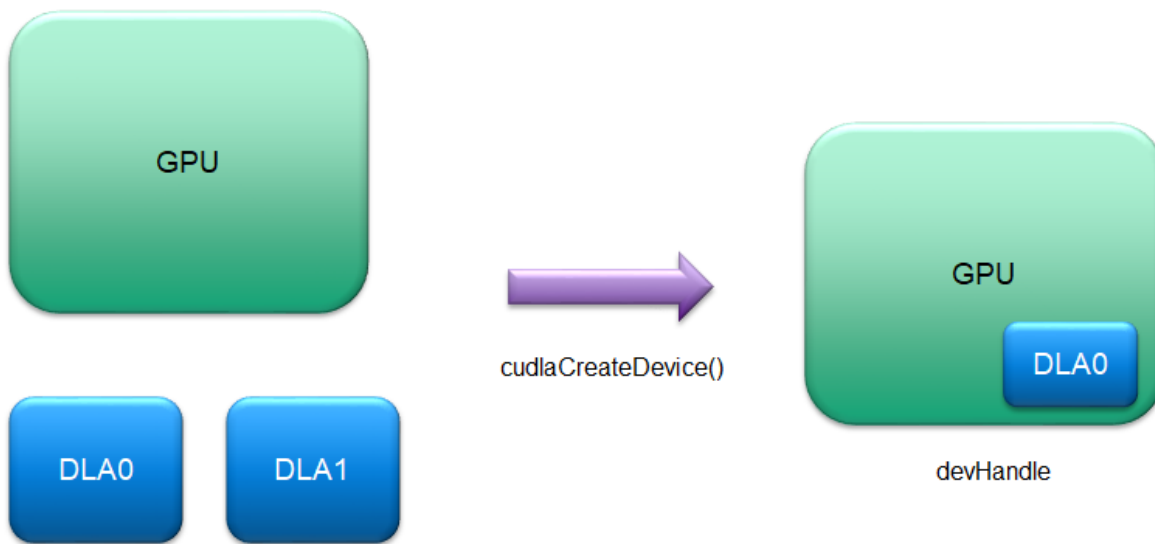 GPU
DLA0
DLA1
cudlaCreateDevice()
GPU
DLA0
devHandle